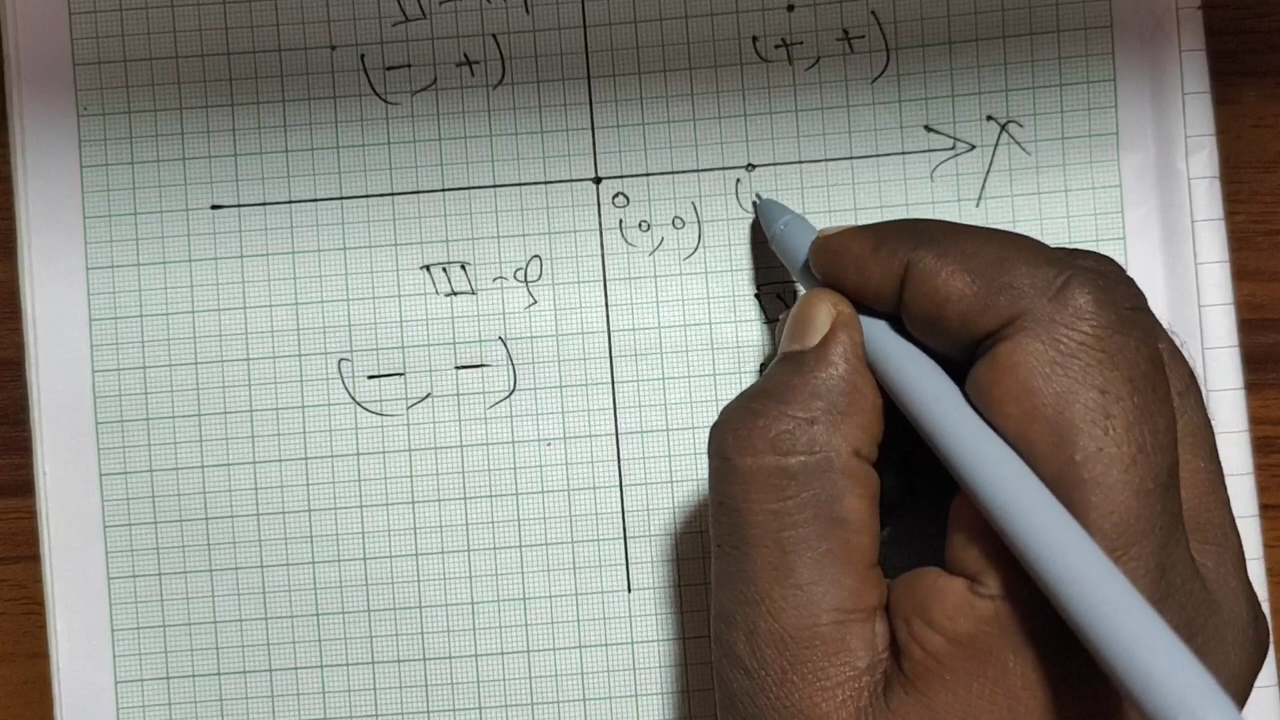 (-, +) (+, +)
X
(0,0) (
III - Q
(-, -)